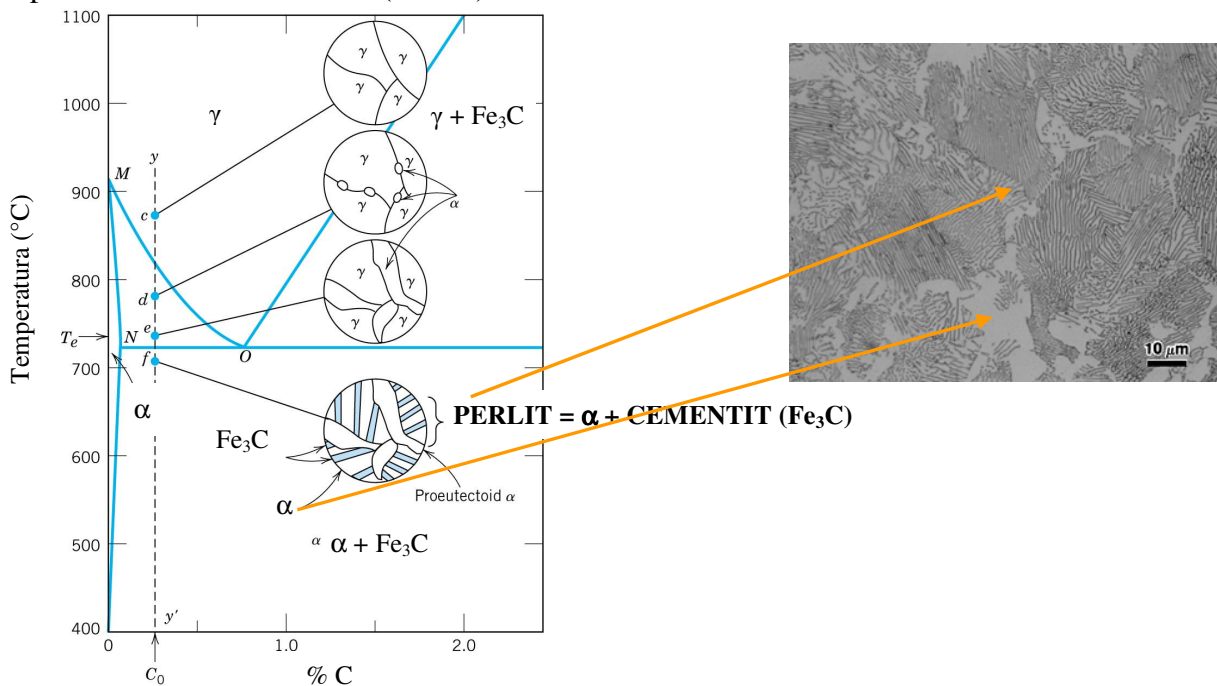 1100
1000
900
800
700
600
500
400
Temperatura (°C)
γ
γ + Fe₃C
γ
γ
γ
γ
γ
γ
γ
γ
α
γ
γ
γ
γ
M
y
c
d
e
N
f
O
Tₑ
α
Fe₃C
PERLIT = α + CEMENTIT (Fe₃C)
Proeutectoid α
α
α α + Fe₃C
y'
0
1.0
2.0
C₀
% C
10 µm